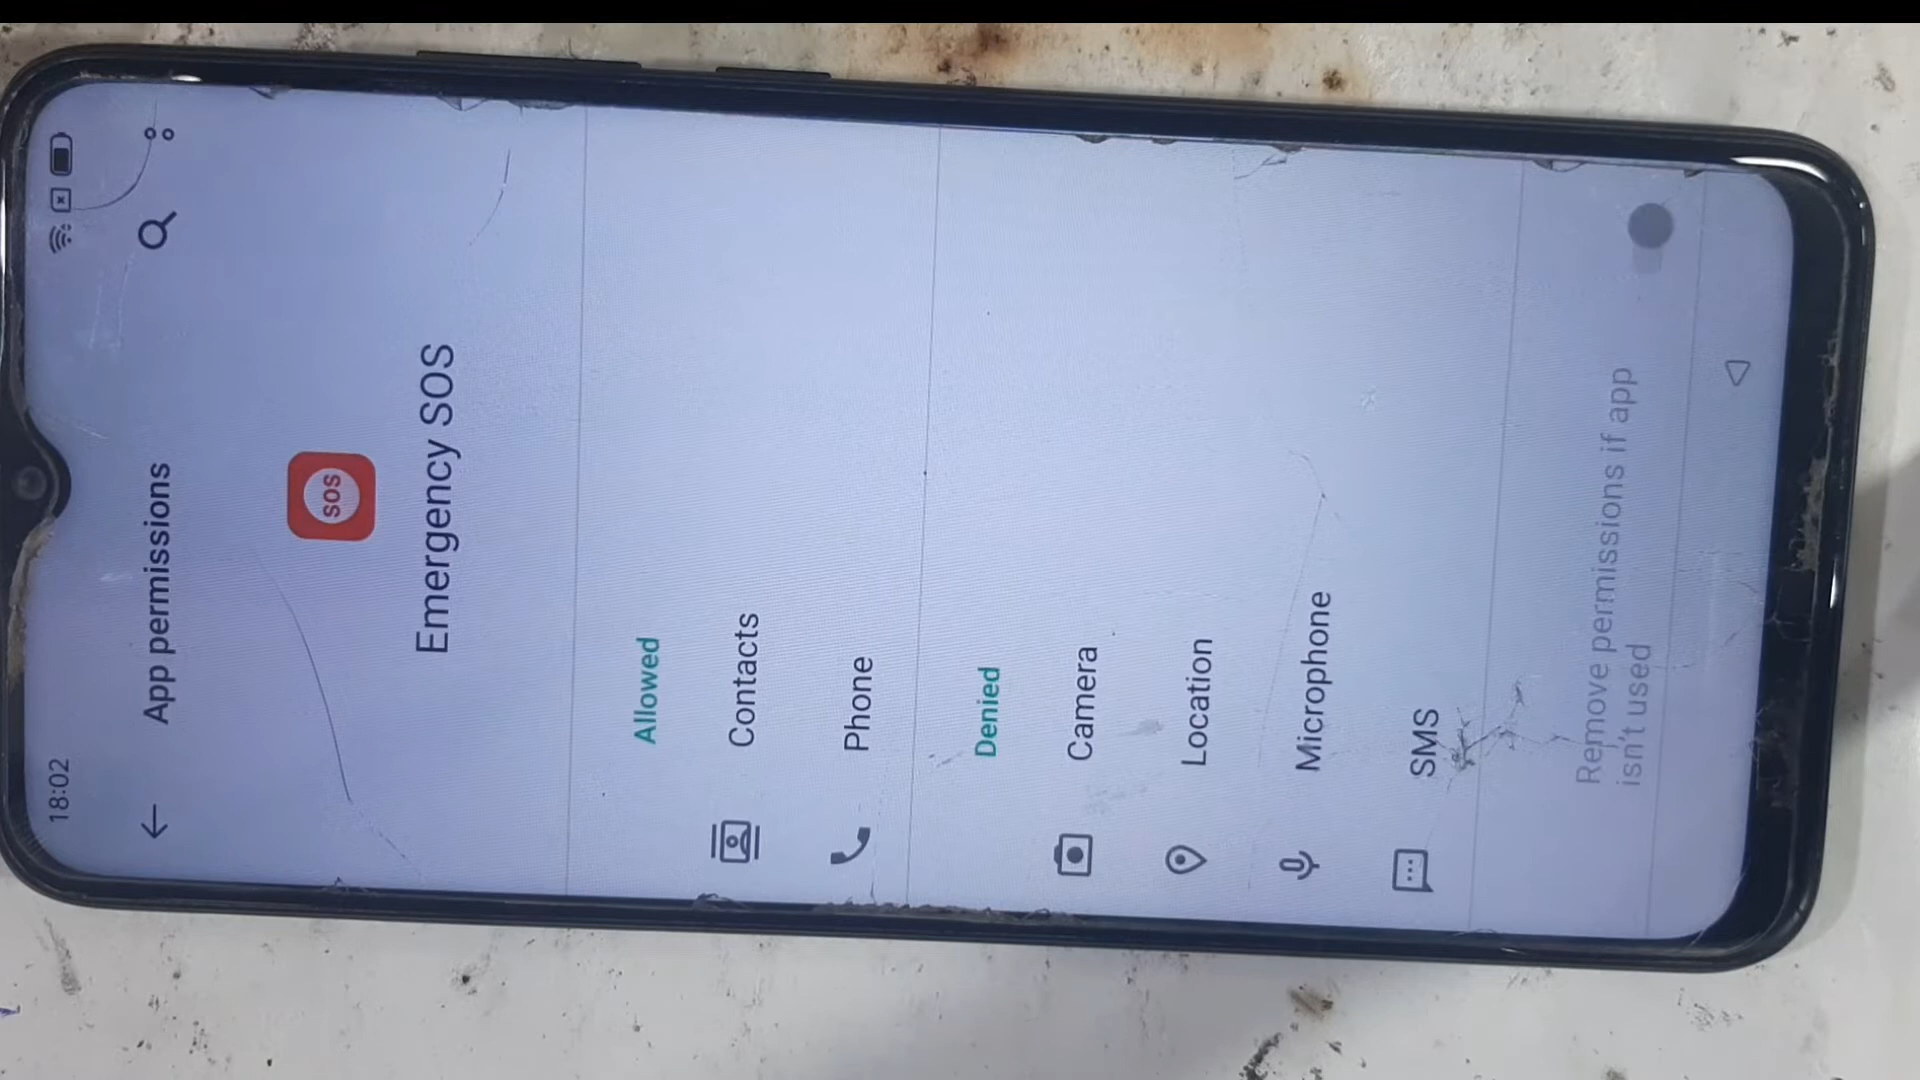 18:02
App permissions
SOS
Emergency SOS
Allowed
Contacts
Phone
Denied
Camera
Location
Microphone
SMS
Remove permissions if app
isn't used